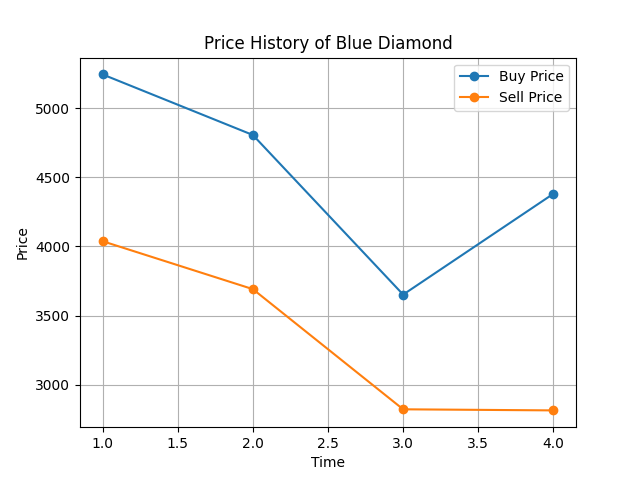 Price History of Blue Diamond
Buy Price
Sell Price
Price
5000
4500
4000
3500
3000
1.0 1.5 2.0 2.5 3.0 3.5 4.0
Time